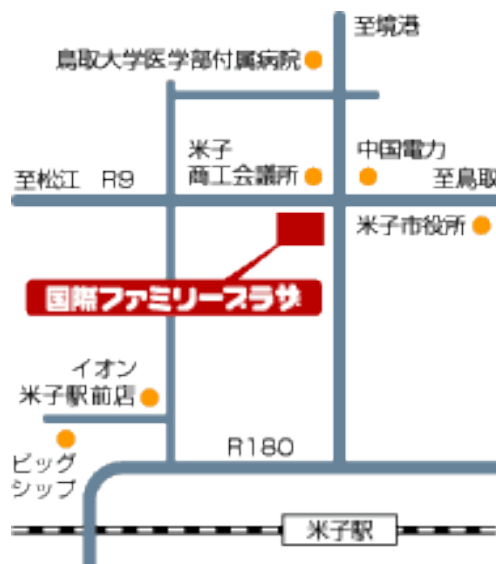 至境港
鳥取大学医学部付属病院
米子
商工会議所
中国電力
至松江 R9
至鳥取
米子市役所
国際ファミリープラザ
イオン
米子駅前店
R180
ビッグ
シップ
米子駅